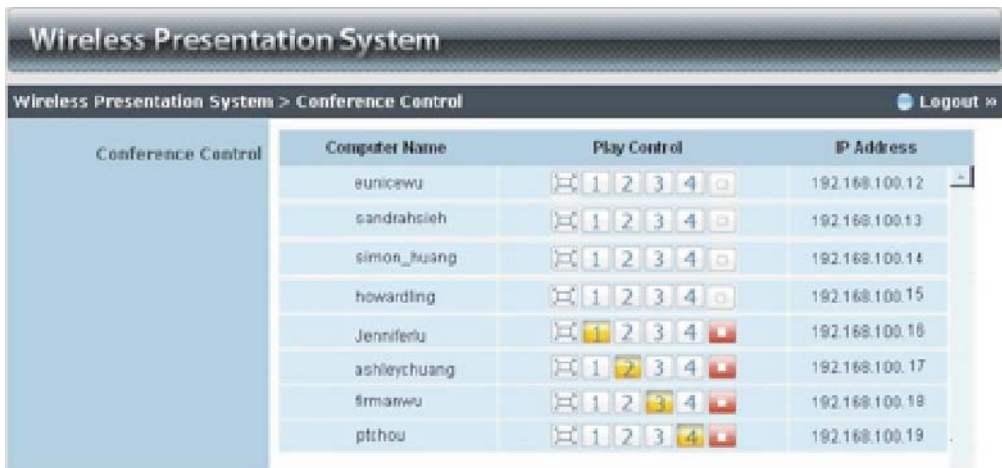 Wireless Presentation System
Wireless Presentation System > Conference Control Logout »
Conference Control
Computer Name Play Control IP Address
eunicewu 1 2 3 4 192.168.100.12
sandrahsieh 1 2 3 4 192.168.100.13
simon_huang 1 2 3 4 192.168.100.14
howardling 1 2 3 4 192.168.100.15
Jenniferlu 1 2 3 4 192.168.100.16
ashleychuang 1 2 3 4 192.168.100.17
firmanwu 1 2 3 4 192.168.100.18
ptchou 1 2 3 4 192.168.100.19